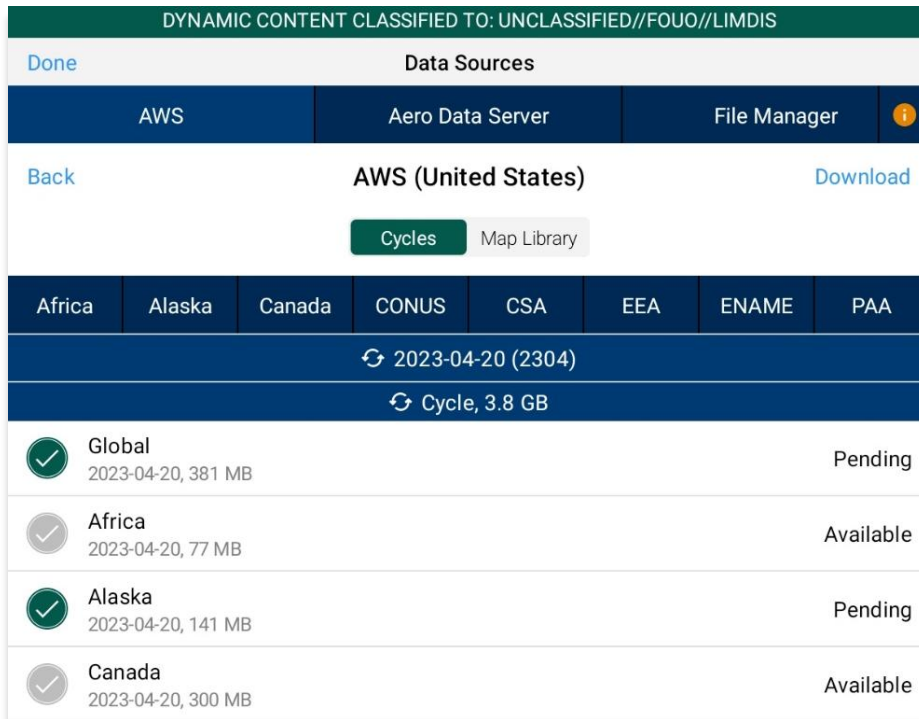 DYNAMIC CONTENT CLASSIFIED TO: UNCLASSIFIED//FOUO//LIMDIS
Done Data Sources
AWS Aero Data Server File Manager i
Back AWS (United States) Download
Cycles Map Library
Africa Alaska Canada CONUS CSA EEA ENAME PAA
2023-04-20 (2304)
Cycle, 3.8 GB
Global
2023-04-20, 381 MB
Pending
Africa
2023-04-20, 77 MB
Available
Alaska
2023-04-20, 141 MB
Pending
Canada
2023-04-20, 300 MB
Available